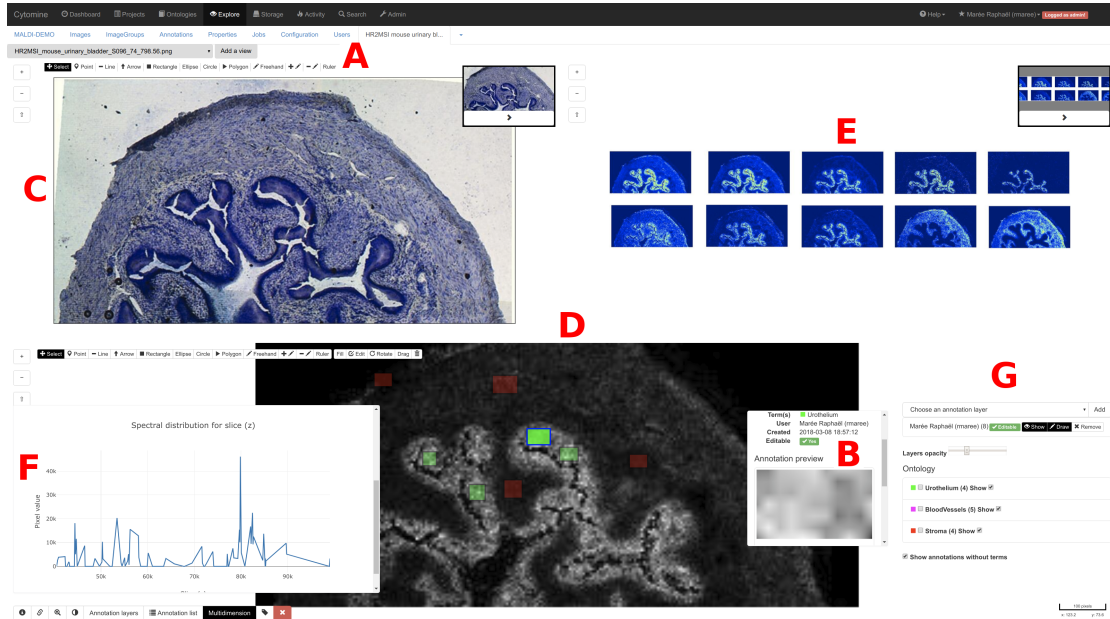 Cytomine Dashboard Projects Ontologies Explore Storage Activity Search Admin Help Marée Raphaël (rmaree) Logged as admin!
MALDI-DEMO Images ImageGroups Annotations Properties Jobs Configuration Users HR2MSI mouse urinary bl...
HR2MSI_mouse_urinary_bladder_S096_74_798.56.png Add a view
A
+ Select Point Line Arrow Rectangle Ellipse Circle Polygon Freehand Ruler +
−
C
E
D
+ Select Point Line Arrow Rectangle Ellipse Circle Polygon Freehand Ruler Fill Edit Rotate Drag
−
G
Choose an annotation layer Add
Marée Raphaël (rmaree) (8) Editable Show Draw Remove
Layers opacity
Ontology
Urothelium (4) Show
BloodVessels (5) Show
Stroma (4) Show
Show annotations without terms
Term(s) Urothelium
User Marée Raphaël (rmaree)
Created 2018-03-08 18:57:12
Editable Yes
B
Annotation preview
Spectral distribution for slice (z)
F
Pixel value
40k
30k
20k
10k
0
50k 60k 70k 80k 90k
Annotation layers Annotation list Multidimension
100 pixels